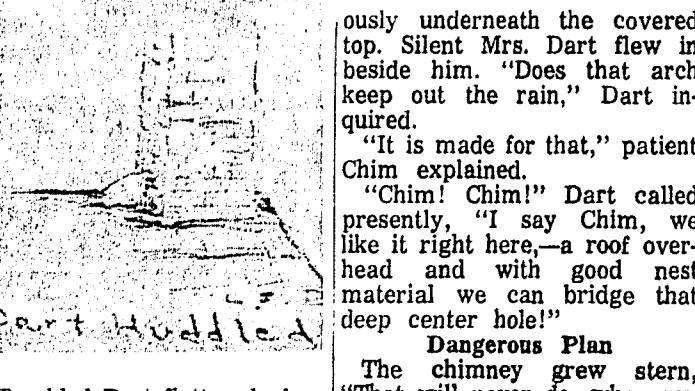 Dart Huddled
ously underneath the covered
top. Silent Mrs. Dart flew in
beside him. "Does that arch
keep out the rain," Dart in-
quired.
"It is made for that," patient
Chim explained.
"Chim! Chim!" Dart called
presently, "I say Chim, we
like it right here,—a roof over-
head and with good nest
material we can bridge that
deep center hole!"
Dangerous Plan
The chimney grew stern.